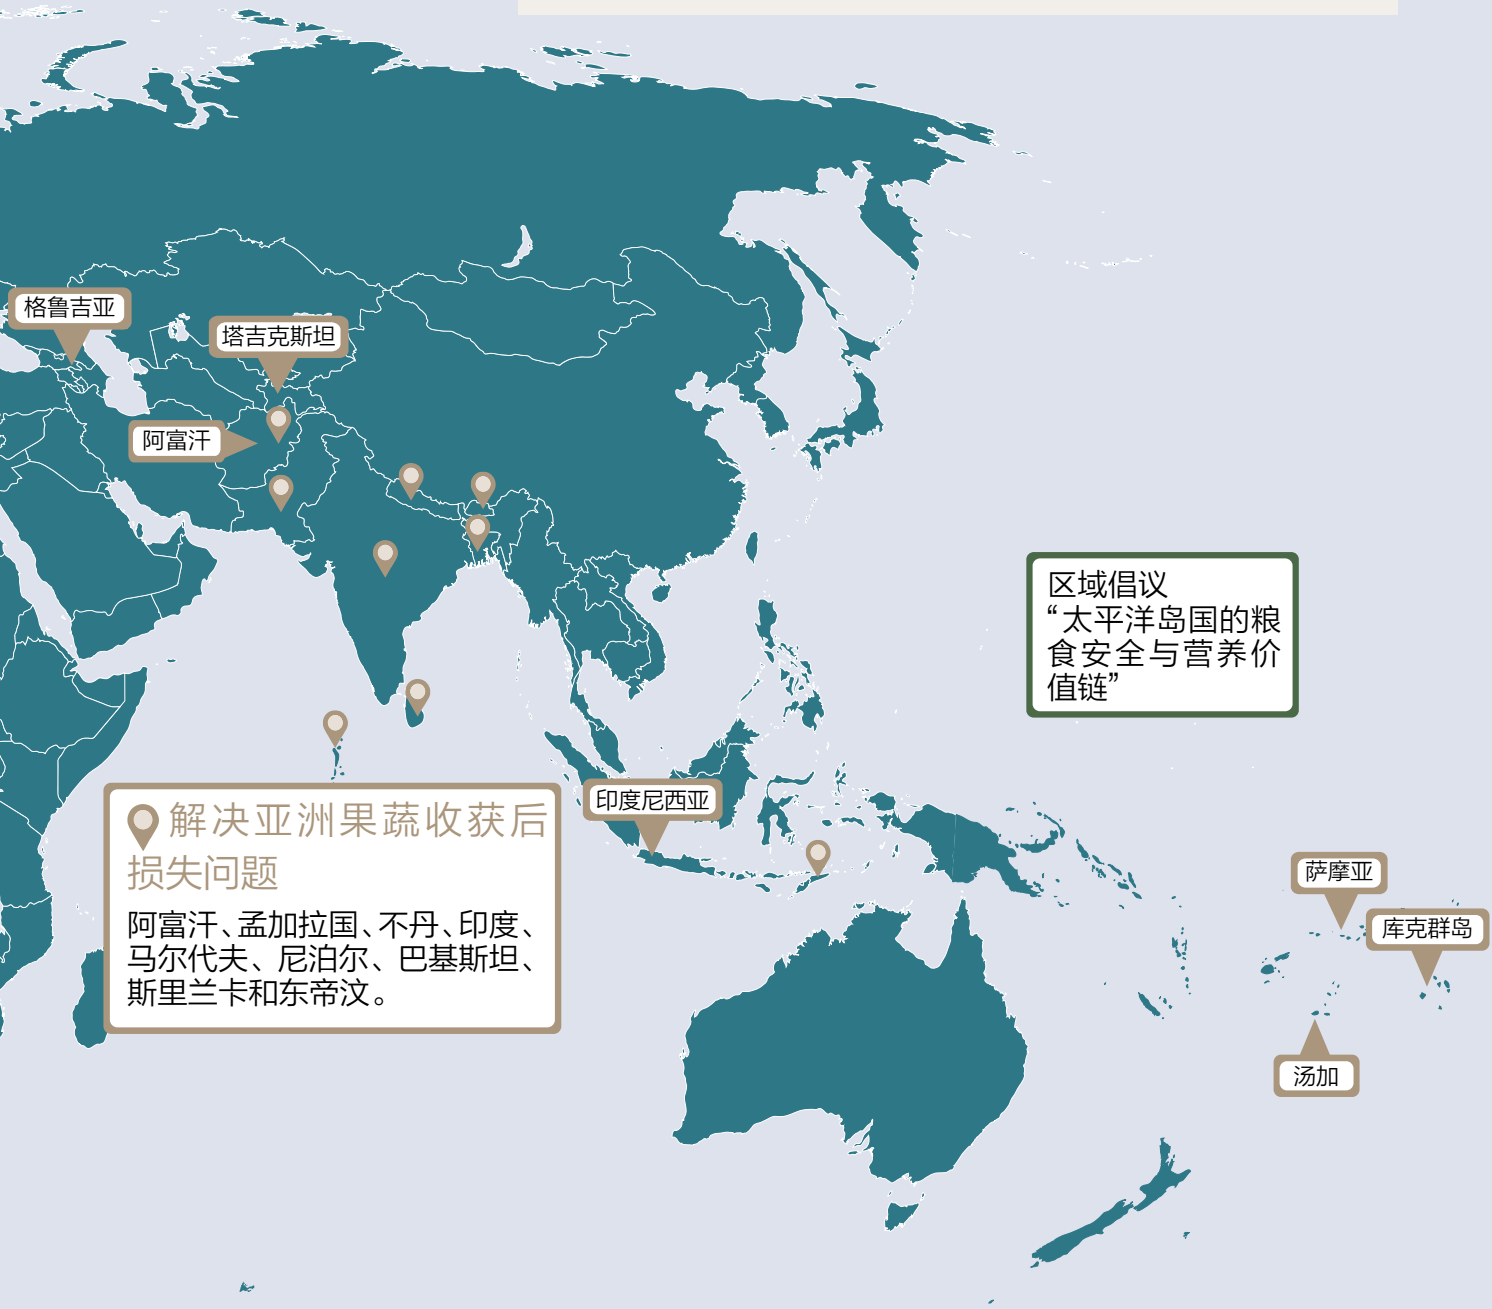 格鲁吉亚
塔吉克斯坦
阿富汗
区域倡议
“太平洋岛国的粮
食安全与营养价
值链”
印度尼西亚
解决亚洲果蔬收获后
损失问题
阿富汗、孟加拉国、不丹、印度、
马尔代夫、尼泊尔、巴基斯坦、
斯里兰卡和东帝汶。
萨摩亚
库克群岛
汤加